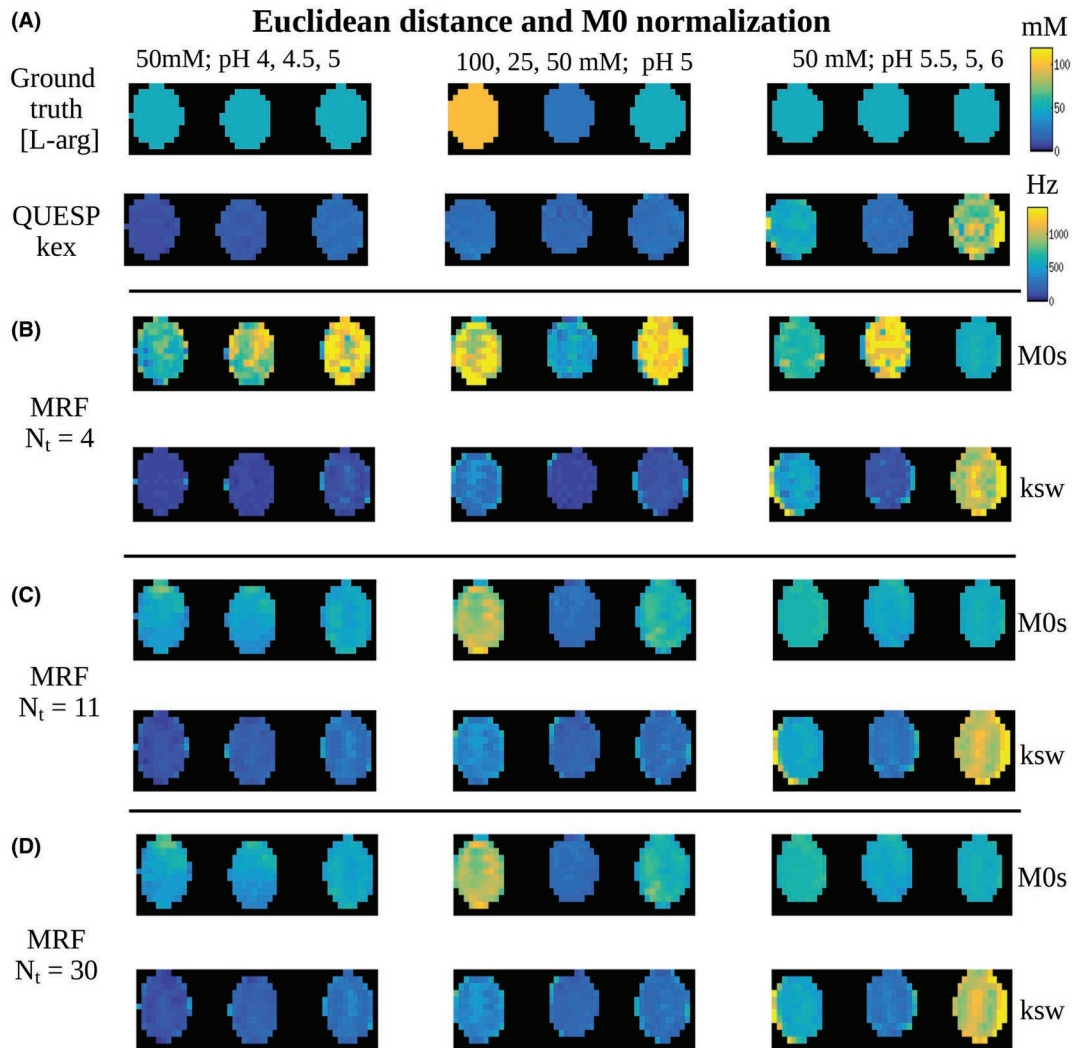 (A)
Euclidean distance and M0 normalization
mM
50mM; pH 4, 4.5, 5
100, 25, 50 mM; pH 5
50 mM; pH 5.5, 5, 6
Ground
truth
[L-arg]
100
50
0
QUESP
kex
Hz
1000
500
0
(B)
M0s
MRF
Nₜ = 4
ksw
(C)
M0s
MRF
Nₜ = 11
ksw
(D)
M0s
MRF
Nₜ = 30
ksw